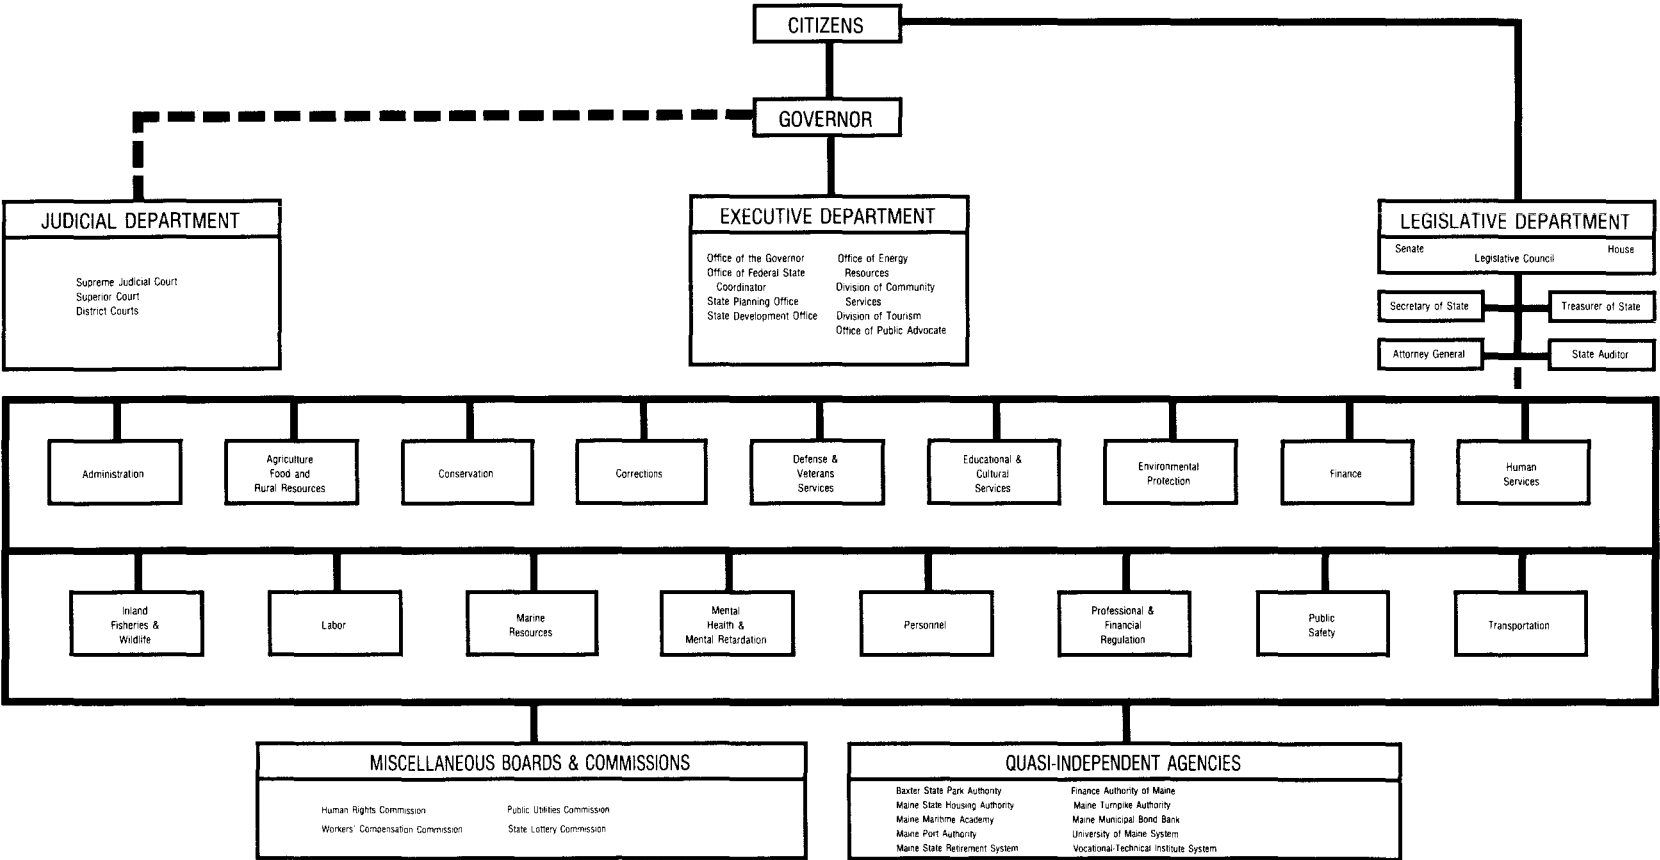 CITIZENS
GOVERNOR
JUDICIAL DEPARTMENT
Supreme Judicial Court
Superior Court
District Courts
EXECUTIVE DEPARTMENT
Office of the Governor
Office of Federal State
Coordinator
State Planning Office
State Development Office
Office of Energy
Resources
Division of Community
Services
Division of Tourism
Office of Public Advocate
LEGISLATIVE DEPARTMENT
Senate House
Legislative Council
Secretary of State
Treasurer of State
Attorney General
State Auditor
Administration
Agriculture
Food and
Rural Resources
Conservation
Corrections
Defense &
Veterans
Services
Educational &
Cultural
Services
Environmental
Protection
Finance
Human
Services
Inland
Fisheries &
Wildlife
Labor
Marine
Resources
Mental
Health &
Mental Retardation
Personnel
Professional &
Financial
Regulation
Public
Safety
Transportation
MISCELLANEOUS BOARDS & COMMISSIONS
Human Rights Commission
Workers' Compensation Commission
Public Utilities Commission
State Lottery Commission
QUASI-INDEPENDENT AGENCIES
Baxter State Park Authority
Maine State Housing Authority
Maine Maritime Academy
Maine Port Authority
Maine State Retirement System
Finance Authority of Maine
Maine Turnpike Authority
Maine Municipal Bond Bank
University of Maine System
Vocational-Technical Institute System